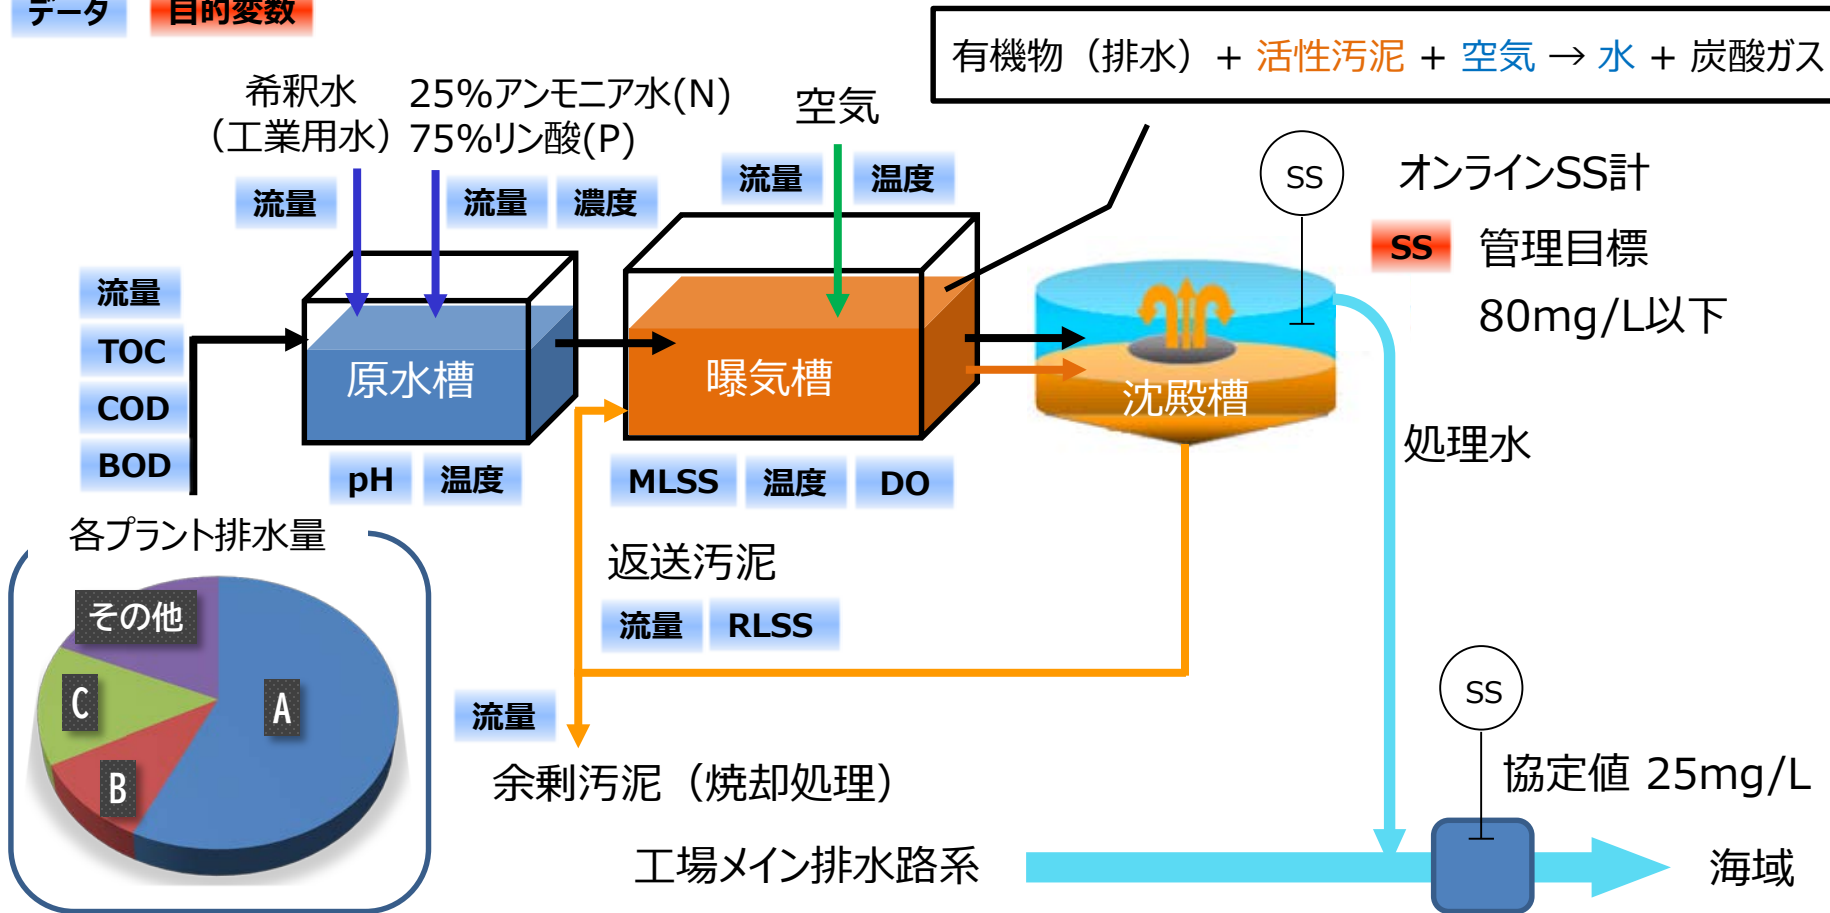 データ 目的変数
有機物（排水）+ 活性汚泥 + 空気 → 水 + 炭酸ガス
希釈水
（工業用水）
25%アンモニア水(N)
75%リン酸(P)
空気
流量
流量 濃度
流量 温度
SS
オンラインSS計
SS 管理目標
80mg/L以下
流量
TOC
COD
BOD
原水槽
曝気槽
沈殿槽
pH 温度
MLSS 温度 DO
処理水
各プラント排水量
その他
C
A
B
返送汚泥
流量 RLSS
流量
余剰汚泥（焼却処理）
SS
協定値 25mg/L
工場メイン排水路系
海域